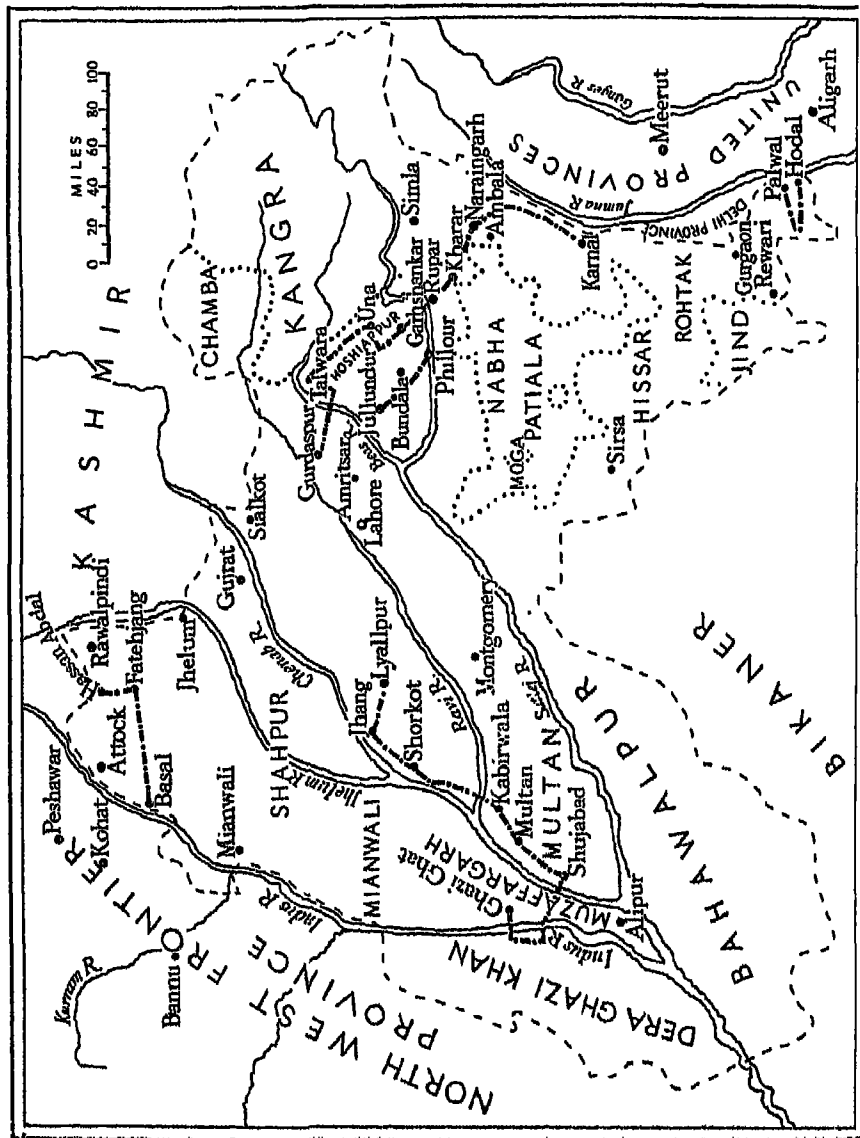 MILES
0 20 40 60 80 100
KASHMIR
CHAMBA
KANGRA
UNITED PROVINCES
NORTH WEST FRONTIER
PROVINCE
Peshawar
Kohat
Attock
Hassan Abdal
Rawalpindi
Fatehjang
Basal
Jhelum
Mianwali
Bannu
Kurram R.
Indus R.
SHAHPUR
Jhelum R.
Chenab R.
Gujrat
Sialkot
Gurdaspur
Talwara
Una
HOSHIARPUR
Jullundur
Garhshankar
Rupar
Simla
Kharar
Naraingarh
Ambala
Amritsar
Lahore
Beas
Bundala
Phillour
NABHA
MOGA
PATIALA
Karnal
Jumna R.
Ganges R.
Meerut
DELHI PROVINCE
Palwal
Hodal
Aligarh
Gurgaon
Rewari
ROHTAK
JIND
HISSAR
Sirsa
Jhang
Lyallpur
Shorkot
Ravi R.
Montgomery
Kabirwala
Multan
MULTAN
Sutlej R.
Shujabad
MIANWALI
MUZAFFARGARH
Ghazi Ghat
Indus R.
Alipur
DERA GHAZI KHAN
BAHAWALPUR
BIKANER